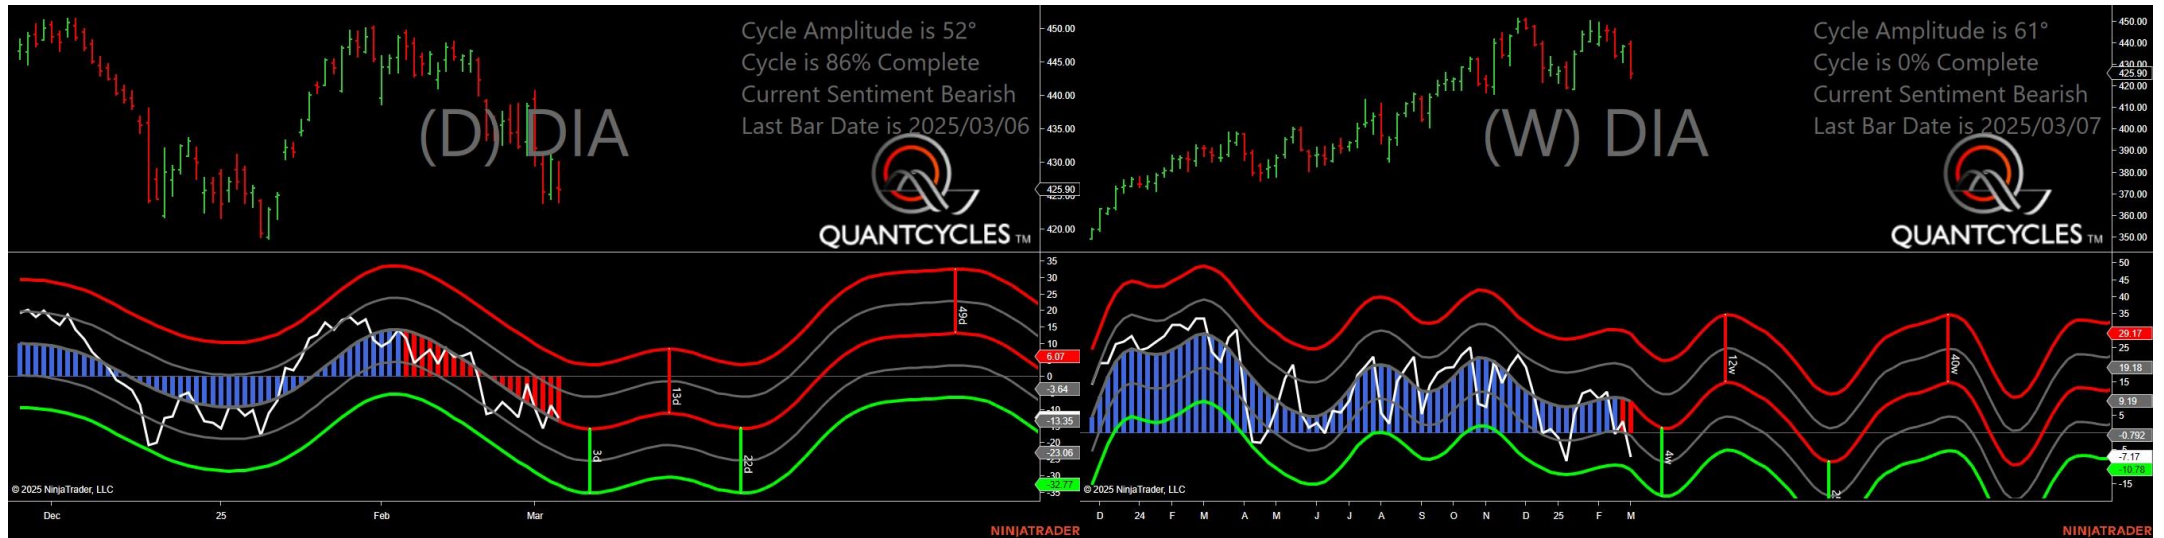 Cycle Amplitude is 52°
Cycle is 86% Complete
Current Sentiment Bearish
Last Bar Date is 2025/03/06
(D) DIA
QUANTCYCLES TM
450.00
445.00
440.00
435.00
430.00
425.90
420.00
35
30
25
20
15
10
6.07
0
-3.64
-10
-13.35
-20
-23.06
-30
-32.77
-35
49d
13d
3d
22d
© 2025 NinjaTrader, LLC
Dec 25 Feb Mar
NINJATRADER
Cycle Amplitude is 61°
Cycle is 0% Complete
Current Sentiment Bearish
Last Bar Date is 2025/03/07
(W) DIA
QUANTCYCLES TM
450.00
440.00
430.00
425.90
420.00
410.00
400.00
390.00
380.00
370.00
360.00
350.00
50
45
40
35
29.17
25
19.18
15
9.19
5
-0.792
-7.17
-10.78
-15
12w
40w
4w
© 2025 NinjaTrader, LLC
D 24 F M A M J J A S O N D 25 F M
NINJATRADER